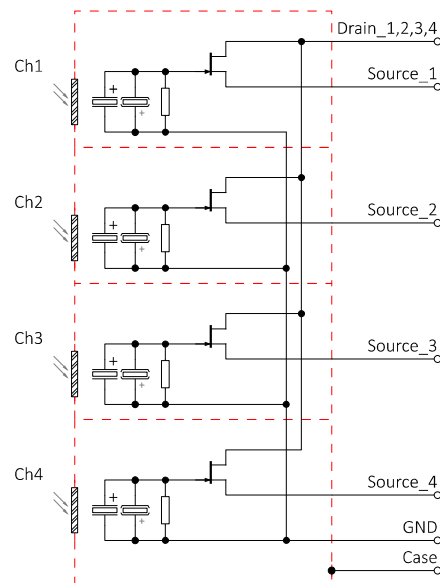 Drain_1,2,3,4
Ch1
Source_1
+
+
Ch2
Source_2
+
+
Ch3
Source_3
+
+
Ch4
Source_4
+
+
GND
Case